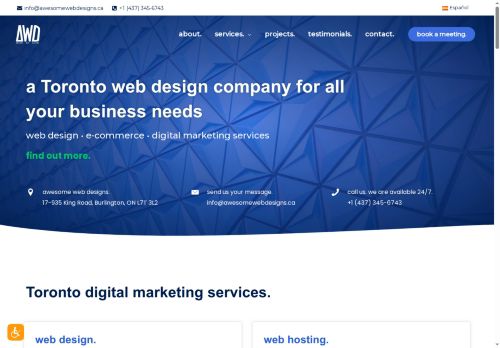 info@awesomewebdesigns.ca +1 (437) 345-6743 Español
AWD
about. services. projects. testimonials. contact. book a meeting.
a Toronto web design company for all
your business needs
web design • e-commerce • digital marketing services
find out more.
awesome web designs. send us your message. call us. we are available 24/7.
17-935 King Road, Burlington, ON L7T 3L2 info@awesomewebdesigns.ca +1 (437) 345-6743
Toronto digital marketing services.
web design. web hosting.